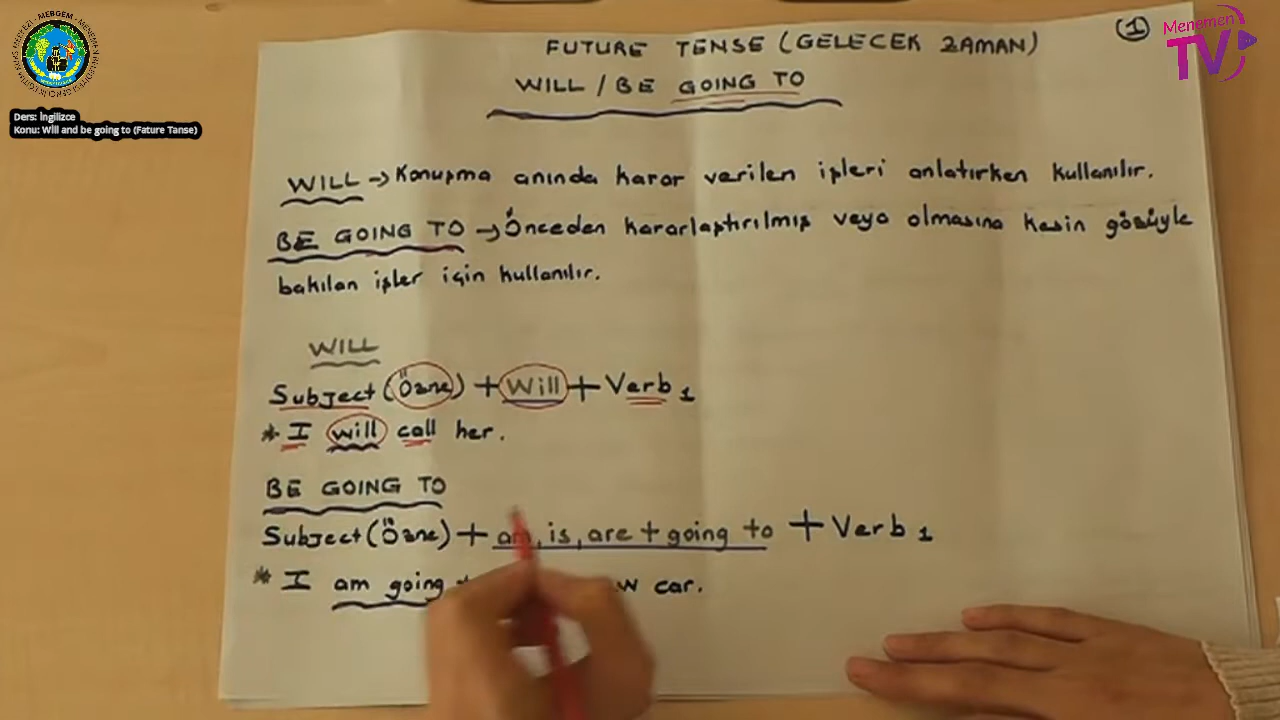 MEBGEM
Menemen
TV
Ders: İngilizce
Konu: Will and be going to (Fature Tanse)
1
FUTURE TENSE (GELECEK ZAMAN)
WILL / BE GOING TO
WILL → Konuşma anında karar verilen işleri anlatırken kullanılır.
BE GOING TO → Önceden kararlaştırılmış veya olmasına kesin gözüyle
bakılan işler için kullanılır.
WILL
Subject (Özne) + Will + Verb 1
* I will call her.
BE GOING TO
Subject (Özne) + am, is, are + going to + Verb 1
* I am going car.